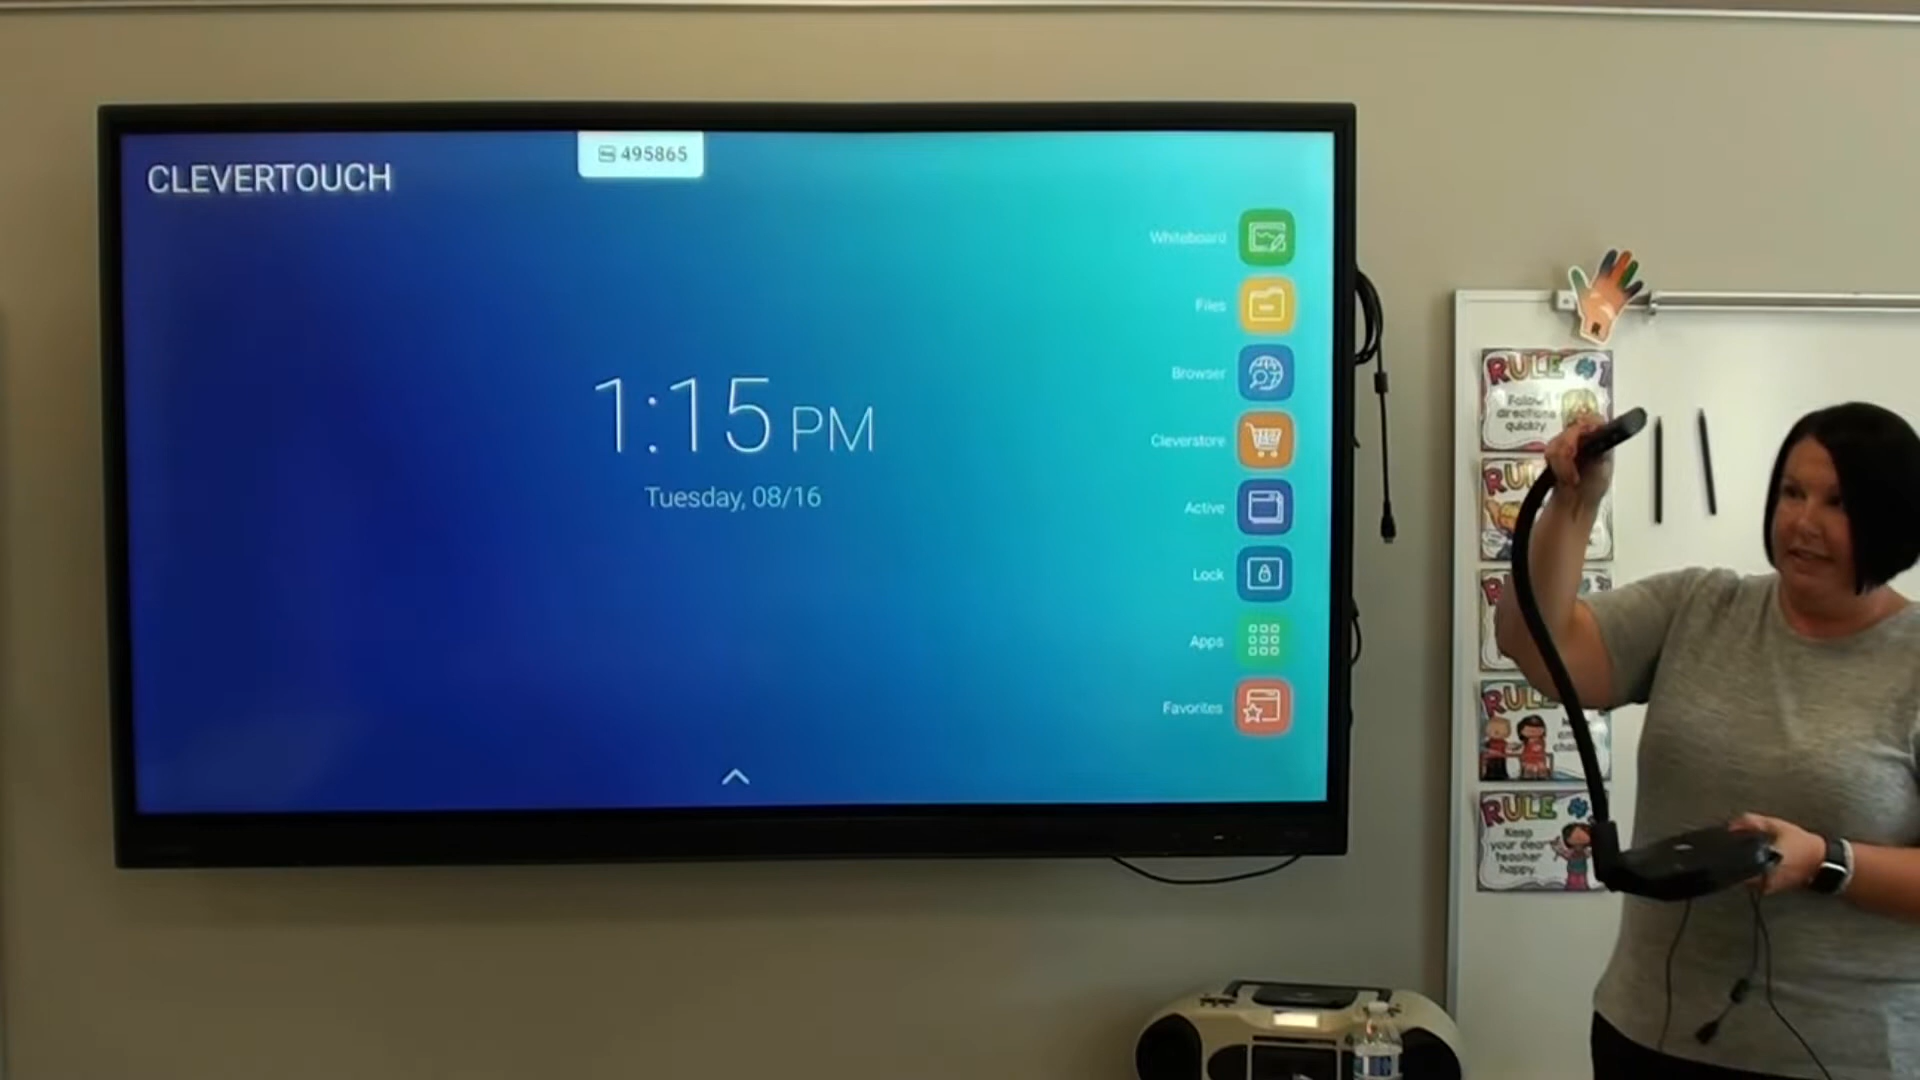 CLEVERTOUCH
495865
Whiteboard
Files
Browser
1:15 PM
Cleverstore
Tuesday, 08/16
Active
Lock
Apps
Favorites
RULE #1
Follow
directions
quickly.
RULE
RULE #
Keep
your dear
teacher
happy.